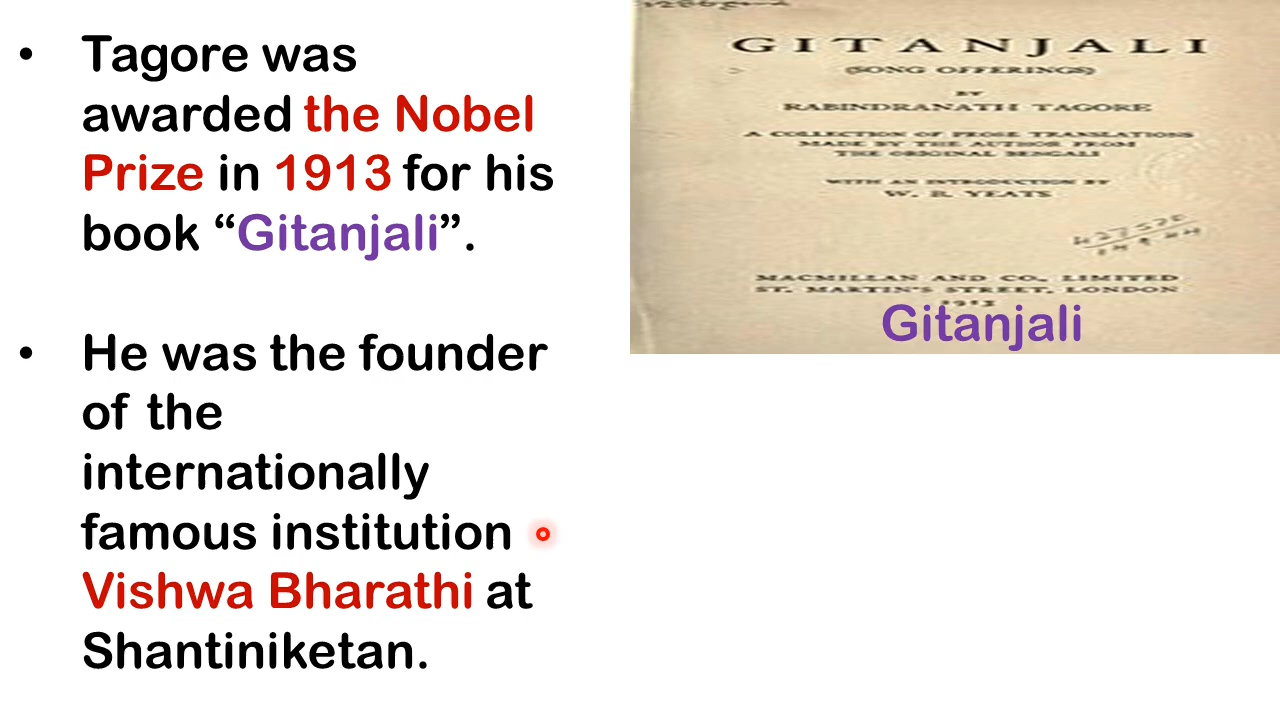 • Tagore was
awarded the Nobel
Prize in 1913 for his
book “Gitanjali”.
• He was the founder
of the
internationally
famous institution
Vishwa Bharathi at
Shantiniketan.
GITANJALI
(SONG OFFERINGS)
BY
RABINDRANATH TAGORE
A COLLECTION OF PROSE TRANSLATIONS
MADE BY THE AUTHOR FROM
THE ORIGINAL BENGALI
WITH AN INTRODUCTION BY
W. B. YEATS
MACMILLAN AND CO., LIMITED
ST. MARTIN'S STREET, LONDON
1913
Gitanjali